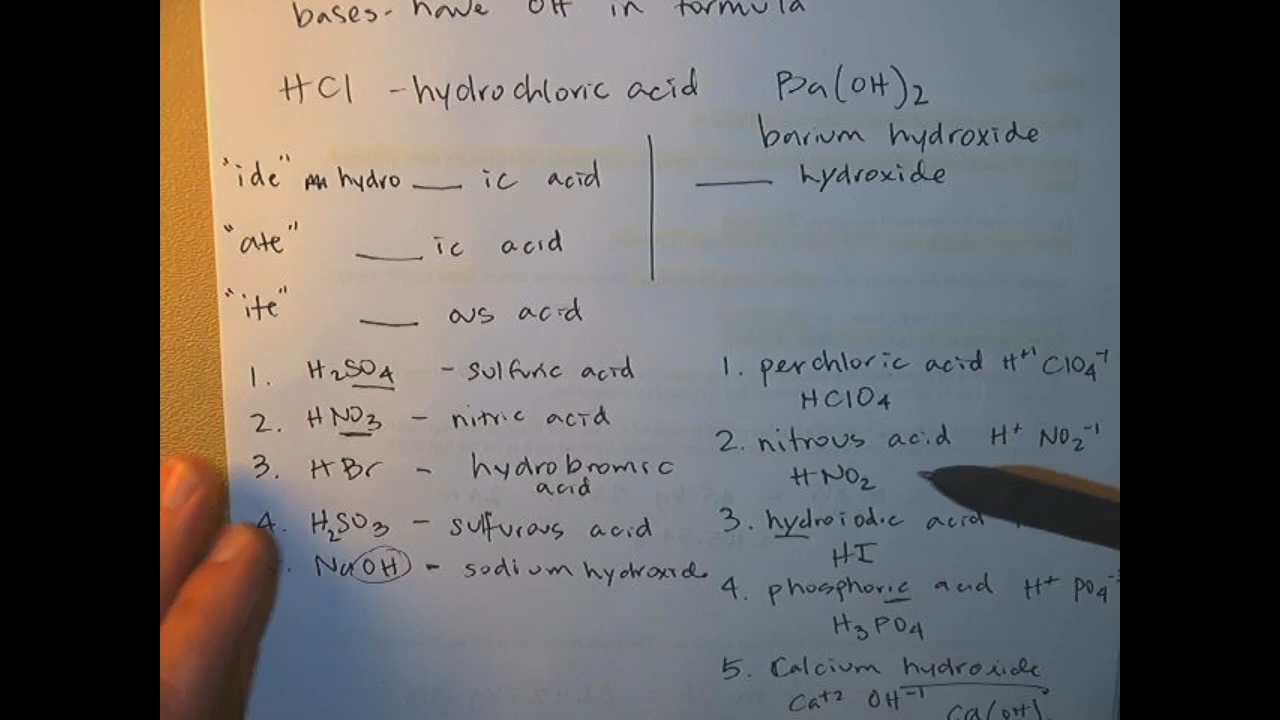 bases- have OH in formula
HCl - hydrochloric acid
Ba(OH)2
barium hydroxide
"ide" hydro ___ ic acid
___ hydroxide
"ate" ___ ic acid
"ite" ___ ous acid
1. H2SO4 - sulfuric acid
2. HNO3 - nitric acid
3. HBr - hydrobromic
acid
4. H2SO3 - sulfurous acid
. NaOH - sodium hydroxide
1. perchloric acid H+1 ClO4-1
HClO4
2. nitrous acid H+ NO2-1
HNO2
3. hydroiodic acid
HI
4. phosphoric acid H+ PO4-3
H3PO4
5. Calcium hydroxide
Ca+2 OH-1 Ca(OH)